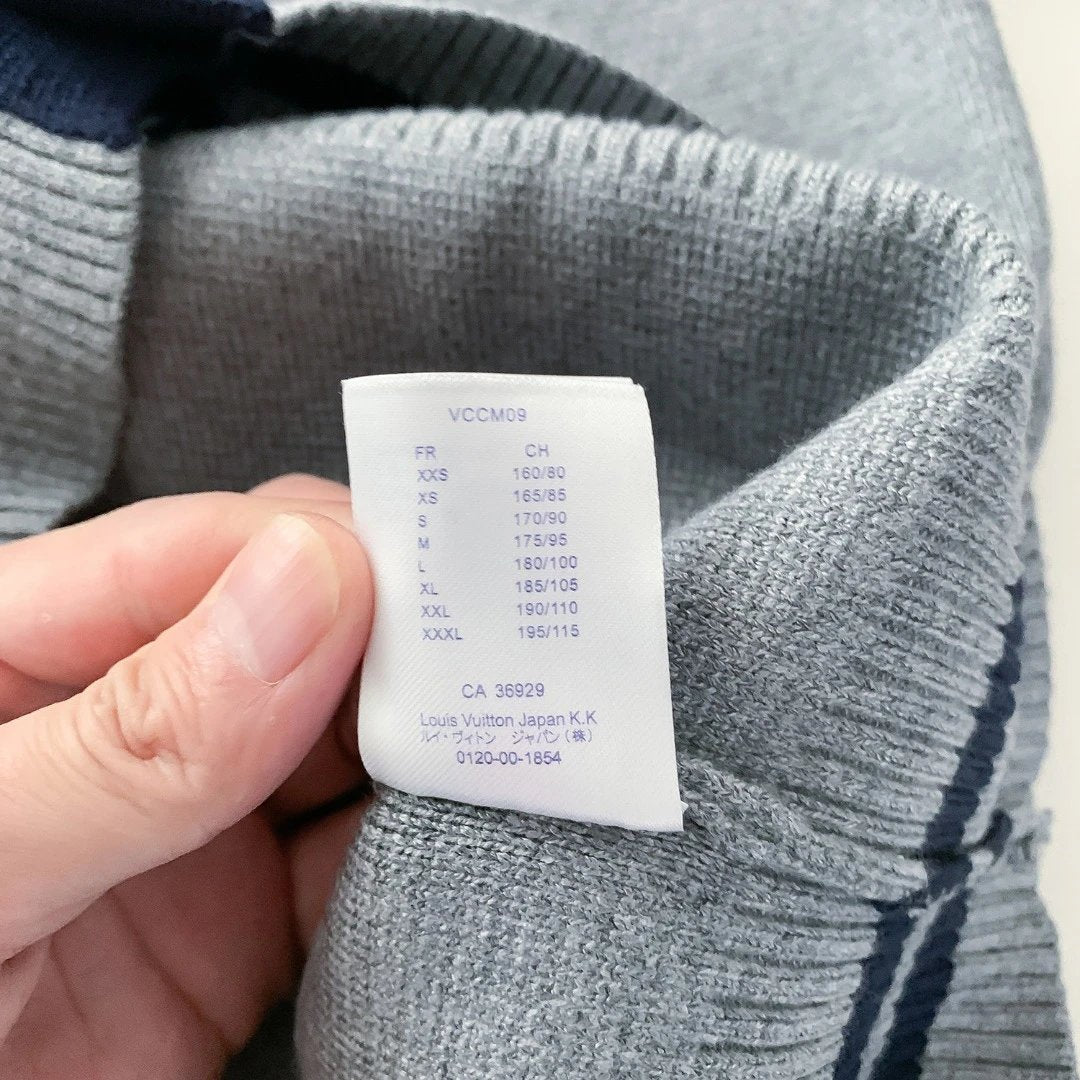 VCCM09
FR CH
XXS 160/80
XS 165/85
S 170/90
M 175/95
L 180/100
XL 185/105
XXL 190/110
XXXL 195/115
CA 36929
Louis Vuitton Japan K.K
ルイ・ヴィトン ジャパン(株)
0120-00-1854